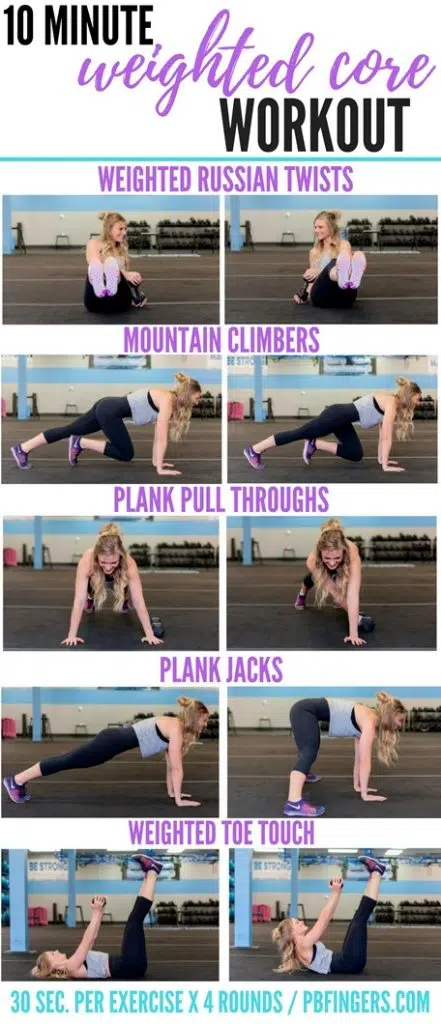 10 MINUTE
weighted core
WORKOUT
WEIGHTED RUSSIAN TWISTS
MOUNTAIN CLIMBERS
BE STRONG
PLANK PULL THROUGHS
PLANK JACKS
WEIGHTED TOE TOUCH
BE STRONG
BE STRONG
30 SEC. PER EXERCISE X 4 ROUNDS / PBFINGERS.COM